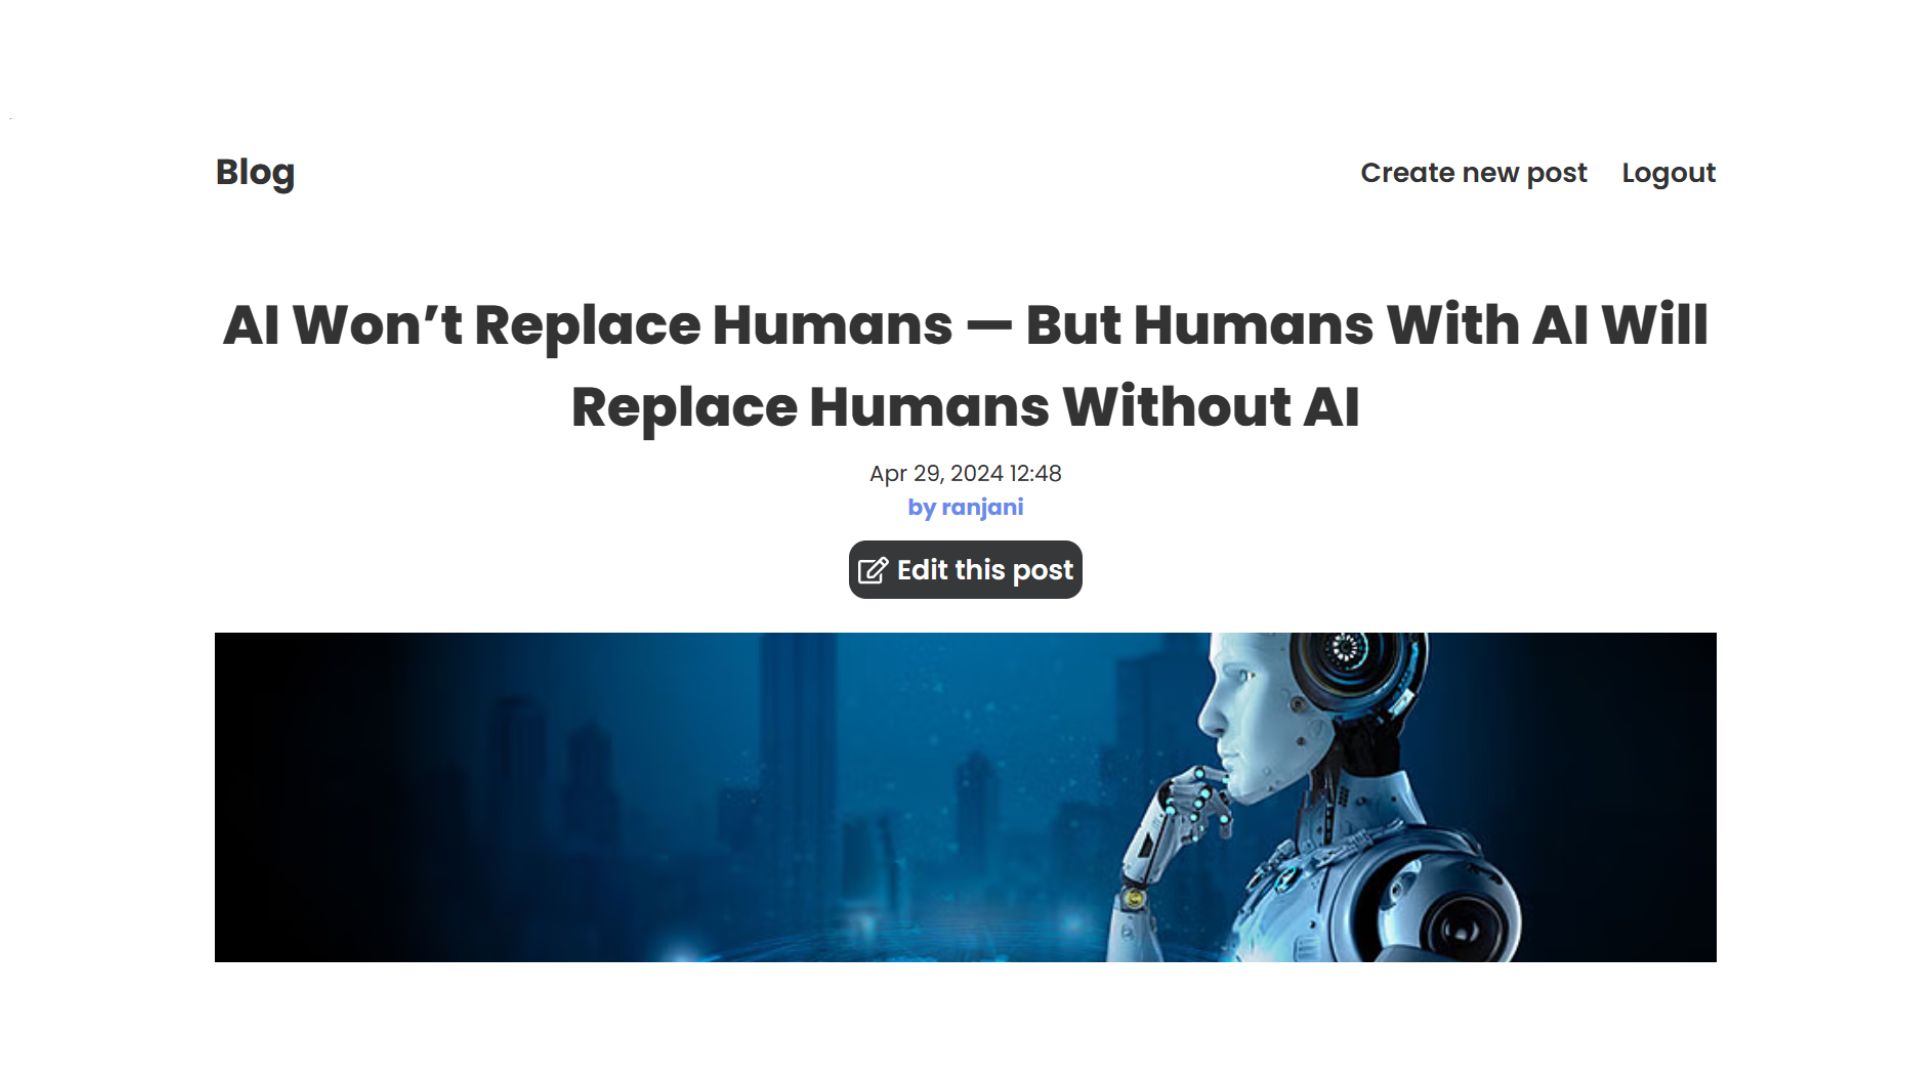 Blog
Create new post
Logout
AI Won’t Replace Humans — But Humans With AI Will
Replace Humans Without AI
Apr 29, 2024 12:48
by ranjani
Edit this post